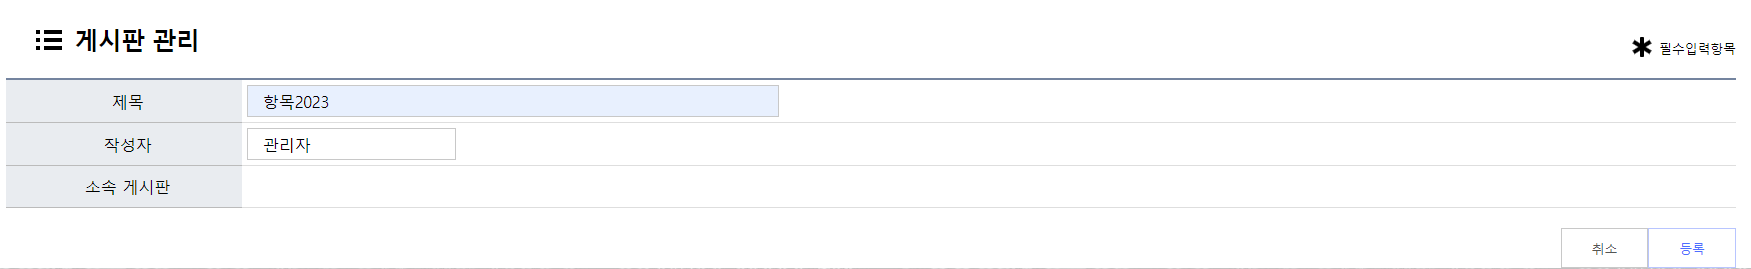 게시판 관리
✱ 필수입력항목
제목 항목2023
작성자 관리자
소속 게시판
취소 등록